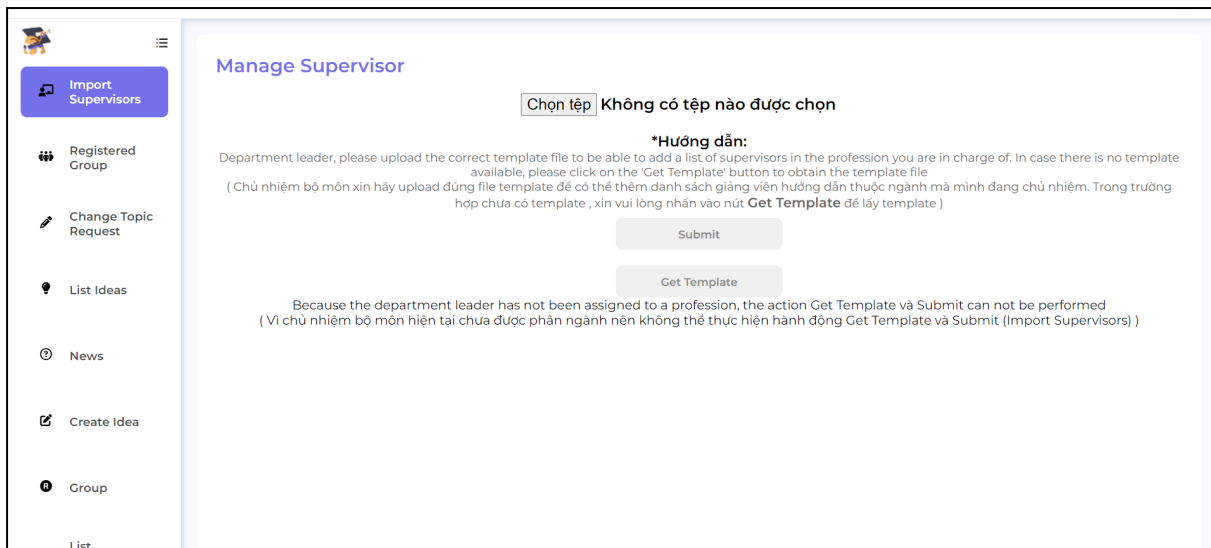 Import
Supervisors
Registered
Group
Change Topic
Request
List Ideas
News
Create Idea
Group
List
Manage Supervisor
Chọn tệp Không có tệp nào được chọn
*Hướng dẫn:
Department leader, please upload the correct template file to be able to add a list of supervisors in the profession you are in charge of. In case there is no template
available, please click on the 'Get Template' button to obtain the template file
( Chủ nhiệm bộ môn xin hãy upload đúng file template để có thể thêm danh sách giảng viên hướng dẫn thuộc ngành mà mình đang chủ nhiệm. Trong trường
hợp chưa có template , xin vui lòng nhấn vào nút Get Template để lấy template )
Submit
Get Template
Because the department leader has not been assigned to a profession, the action Get Template và Submit can not be performed
( Vì chủ nhiệm bộ môn hiện tại chưa được phân ngành nên không thể thực hiện hành động Get Template và Submit (Import Supervisors) )